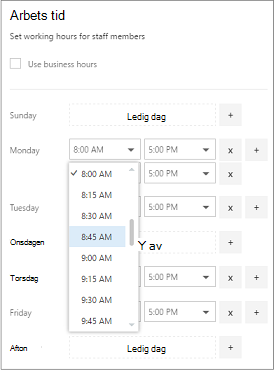 Arbets tid
Set working hours for staff members
Use business hours
Sunday Ledig dag +
Monday 8:00 AM 5:00 PM x +
8:00 AM 5:00 PM x
8:15 AM
Tuesday 8:30 AM 5:00 PM x +
Onsdagen 8:45 AM Y av +
9:00 AM
Torsdag 9:15 AM 5:00 PM x +
Friday 9:30 AM 5:00 PM x +
9:45 AM
Afton Ledig dag +